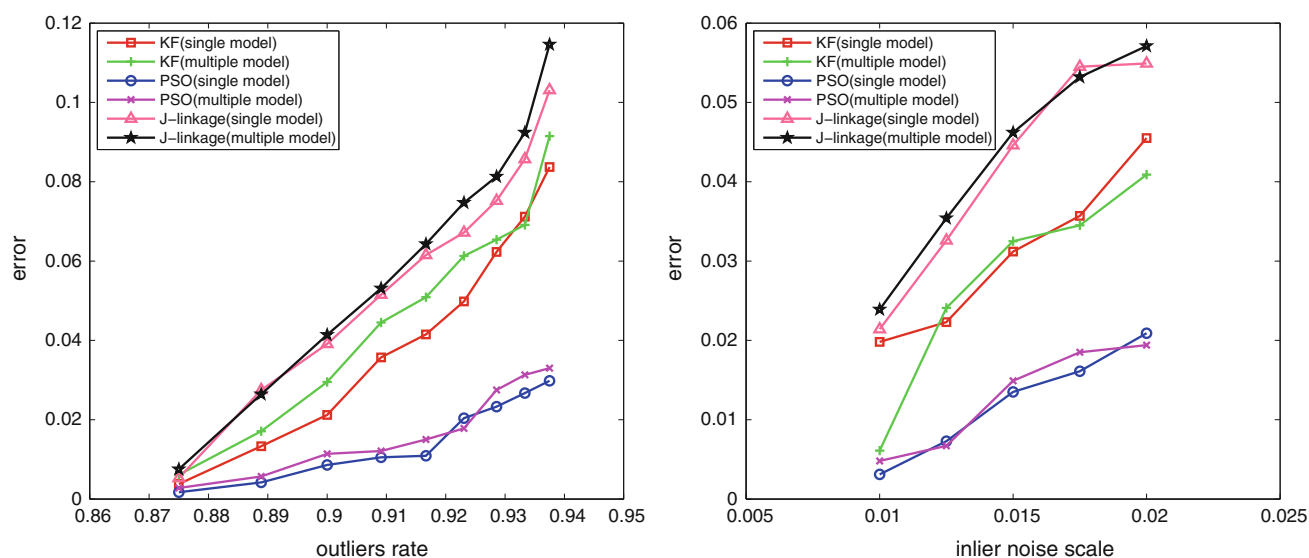 0.12
0.1
0.08
0.06
0.04
0.02
0
error
KF(single model)
KF(multiple model)
PSO(single model)
PSO(multiple model)
J−linkage(single model)
J−linkage(multiple model)
0.86 0.87 0.88 0.89 0.9 0.91 0.92 0.93 0.94 0.95
outliers rate
0.06
0.05
0.04
0.03
0.02
0.01
0
error
KF(single model)
KF(multiple model)
PSO(single model)
PSO(multiple model)
J−linkage(single model)
J−linkage(multiple model)
0.005 0.01 0.015 0.02 0.025
inlier noise scale